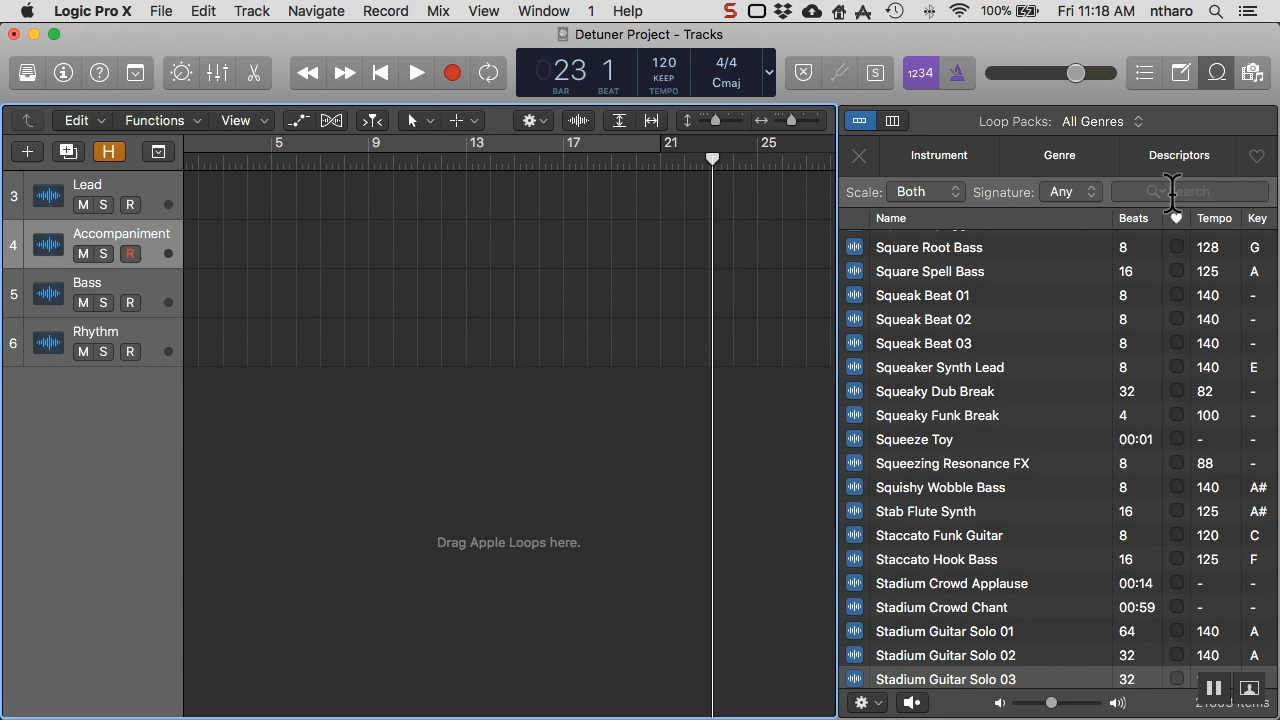 Logic Pro X File Edit Track Navigate Record Mix View Window 1 Help 100% Fri 11:18 AM ntharo
Detuner Project - Tracks
023 1 120 KEEP 4/4 Cmaj 1234
BAR BEAT TEMPO
Edit Functions View Loop Packs: All Genres
5 9 13 17 21 25
H Instrument Genre Descriptors
Scale: Both Signature: Any Search
Name Beats Tempo Key
3 Lead
M S R
4 Accompaniment
M S R
5 Bass
M S R
6 Rhythm
M S R
Drag Apple Loops here.
Square Root Bass 8 128 G
Square Spell Bass 16 125 A
Squeak Beat 01 8 140 -
Squeak Beat 02 8 140 -
Squeak Beat 03 8 140 -
Squeaker Synth Lead 8 140 E
Squeaky Dub Break 32 82 -
Squeaky Funk Break 4 100 -
Squeeze Toy 00:01 - -
Squeezing Resonance FX 8 88 -
Squishy Wobble Bass 8 140 A#
Stab Flute Synth 16 125 A#
Staccato Funk Guitar 8 120 C
Staccato Hook Bass 16 125 F
Stadium Crowd Applause 00:14 - -
Stadium Crowd Chant 00:59 - -
Stadium Guitar Solo 01 64 140 A
Stadium Guitar Solo 02 32 140 A
Stadium Guitar Solo 03 32
items